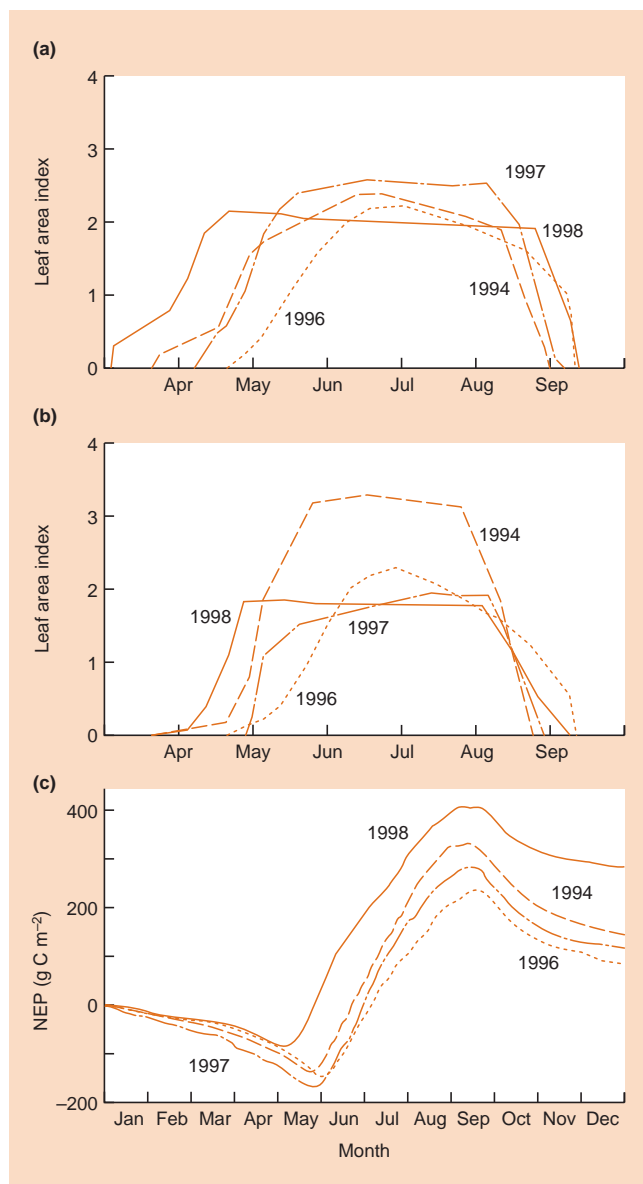 (a)
4
3
2
1
0
Leaf area index
1997
1998
1994
1996
Apr May Jun Jul Aug Sep
(b)
4
3
2
1
0
Leaf area index
1994
1998
1997
1996
Apr May Jun Jul Aug Sep
(c)
400
200
0
–200
NEP (g C m–2)
1998
1994
1996
1997
Jan Feb Mar Apr May Jun Jul Aug Sep Oct Nov Dec
Month